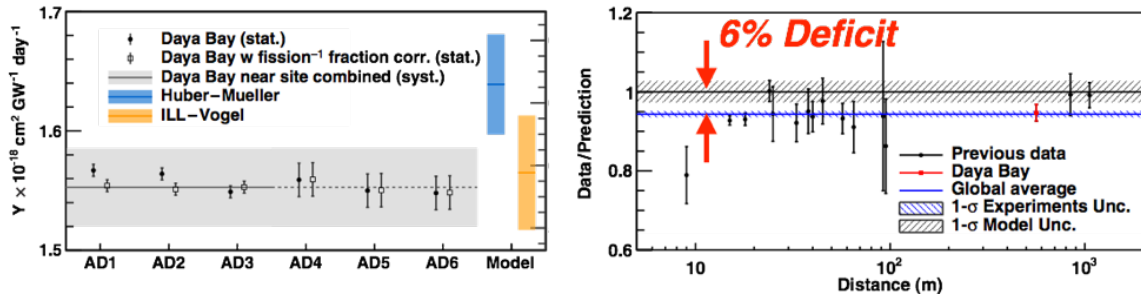 1.7
1.6
1.5
Y × 10⁻¹⁸ cm² GW⁻¹ day⁻¹
Daya Bay (stat.)
Daya Bay w fission⁻¹ fraction corr. (stat.)
Daya Bay near site combined (syst.)
Huber−Mueller
ILL−Vogel
AD1 AD2 AD3 AD4 AD5 AD6 Model
1.2
1
0.8
0.6
Data/Prediction
6% Deficit
Previous data
Daya Bay
Global average
1-σ Experiments Unc.
1-σ Model Unc.
10 10² 10³
Distance (m)